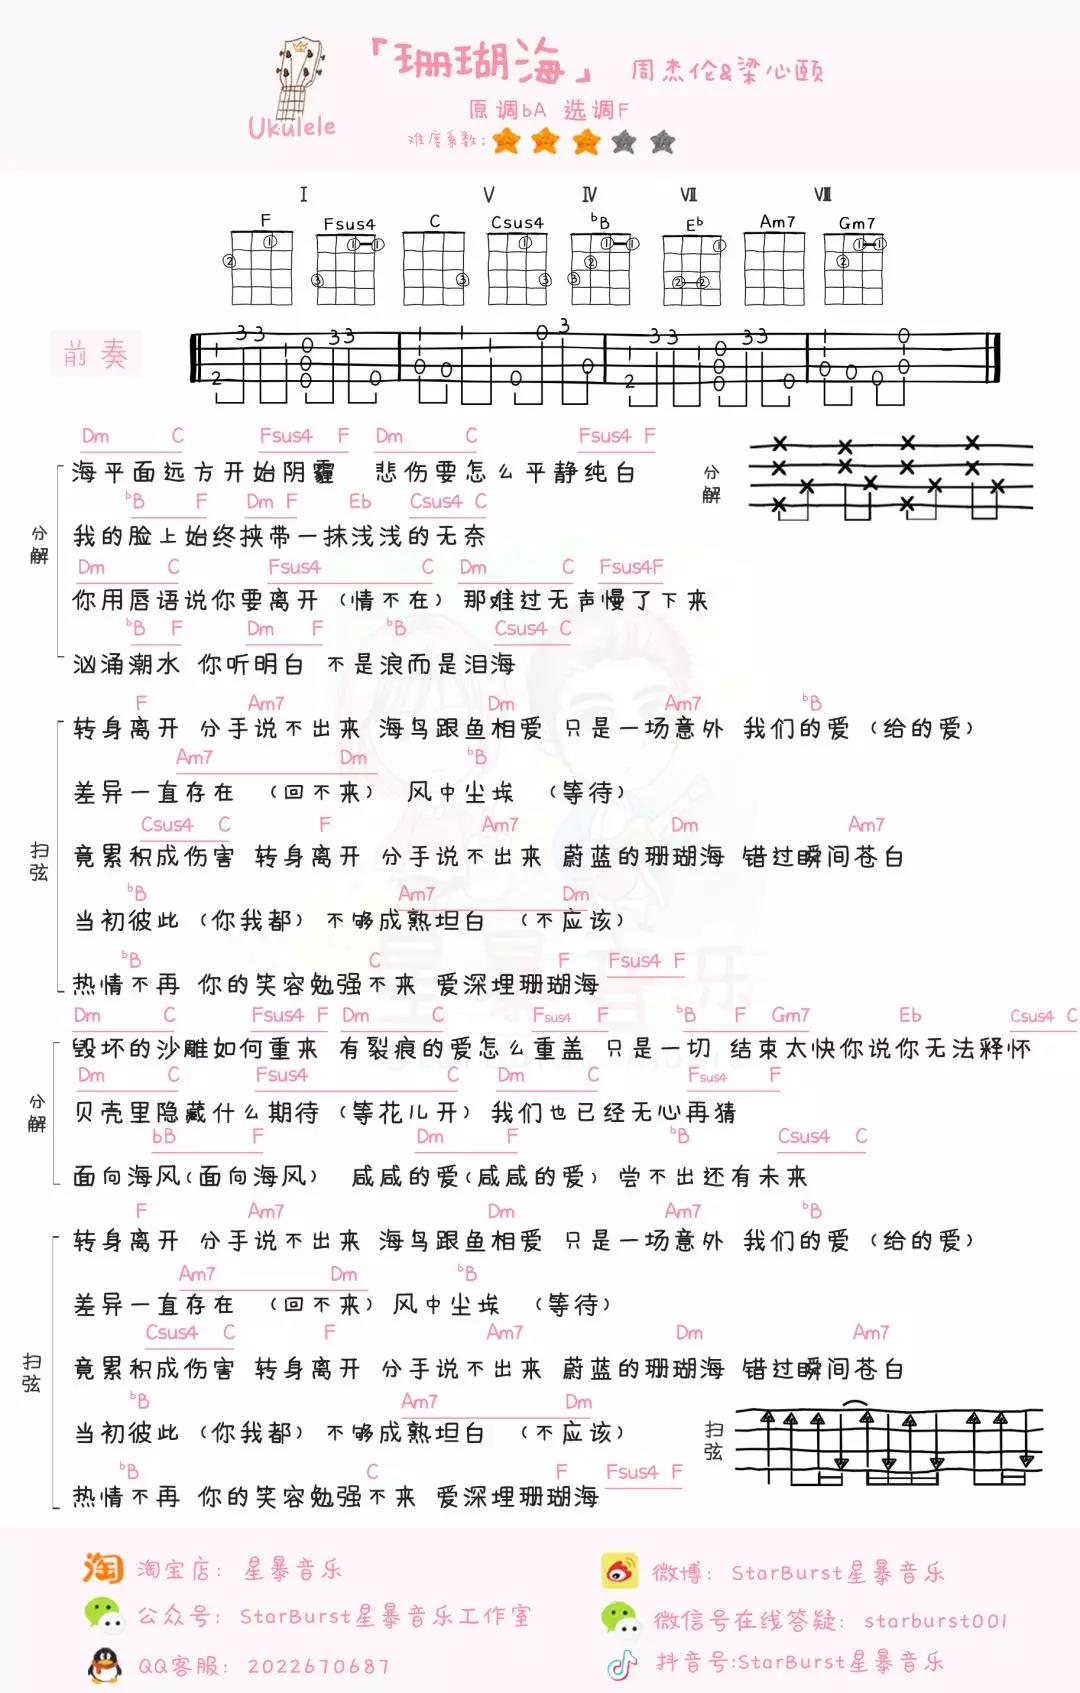 「珊瑚海」 周杰伦&梁心颐
Ukulele
原调bA 选调F
难度系数:
I V Ⅳ Ⅶ Ⅷ
F Fsus4 C Csus4 ᵇB Eᵇ Am7 Gm7
前奏
Dm C Fsus4 F Dm C Fsus4 F
海平面远方开始阴霾 悲伤要怎么平静纯白
分解
ᵇB F Dm F Eb Csus4 C
我的脸上始终挟带一抹浅浅的无奈
分解
Dm C Fsus4 C Dm C Fsus4F
你用唇语说你要离开(情不在)那难过无声慢了下来
ᵇB F Dm F ᵇB Csus4 C
汹涌潮水 你听明白 不是浪而是泪海
F Am7 Dm Am7 ᵇB
转身离开 分手说不出来 海鸟跟鱼相爱 只是一场意外 我们的爱(给的爱)
Am7 Dm ᵇB
差异一直存在 (回不来) 风中尘埃 (等待)
扫弦
Csus4 C F Am7 Dm Am7
竟累积成伤害 转身离开 分手说不出来 蔚蓝的珊瑚海 错过瞬间苍白
ᵇB Am7 Dm
当初彼此(你我都)不够成熟坦白 (不应该)
ᵇB C F Fsus4 F
热情不再 你的笑容勉强不来 爱深埋珊瑚海
星暴音乐
Dm C Fsus4 F Dm C Fsus4 F ᵇB F Gm7 Eb Csus4 C
毁坏的沙雕如何重来 有裂痕的爱怎么重盖 只是一切 结束太快你说你无法释怀
Dm C Fsus4 C Dm C Fsus4 F
贝壳里隐藏什么期待(等花儿开)我们也已经无心再猜
分解
bB F Dm F ᵇB Csus4 C
面向海风(面向海风) 咸咸的爱(咸咸的爱) 尝不出还有未来
F Am7 Dm Am7 ᵇB
转身离开 分手说不出来 海鸟跟鱼相爱 只是一场意外 我们的爱(给的爱)
Am7 Dm ᵇB
差异一直存在 (回不来)风中尘埃 (等待)
扫弦
Csus4 C F Am7 Dm Am7
竟累积成伤害 转身离开 分手说不出来 蔚蓝的珊瑚海 错过瞬间苍白
ᵇB Am7 Dm
当初彼此(你我都)不够成熟坦白 (不应该)
扫弦
ᵇB C F Fsus4 F
热情不再 你的笑容勉强不来 爱深埋珊瑚海
淘 淘宝店: 星暴音乐
微博: StarBurst星暴音乐
公众号: StarBurst星暴音乐工作室
微信号在线答疑: starburst001
QQ客服: 2022670687
抖音号:StarBurst星暴音乐